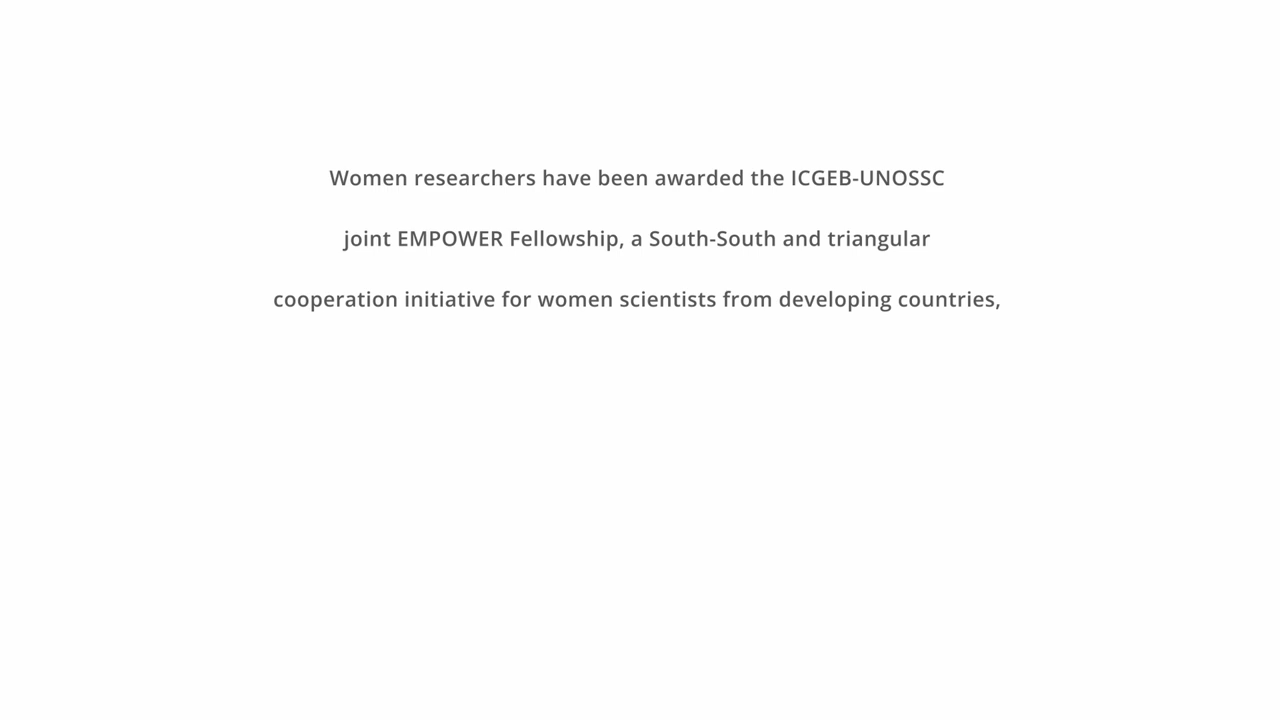 Women researchers have been awarded the ICGEB-UNOSSC
joint EMPOWER Fellowship, a South-South and triangular
cooperation initiative for women scientists from developing countries,